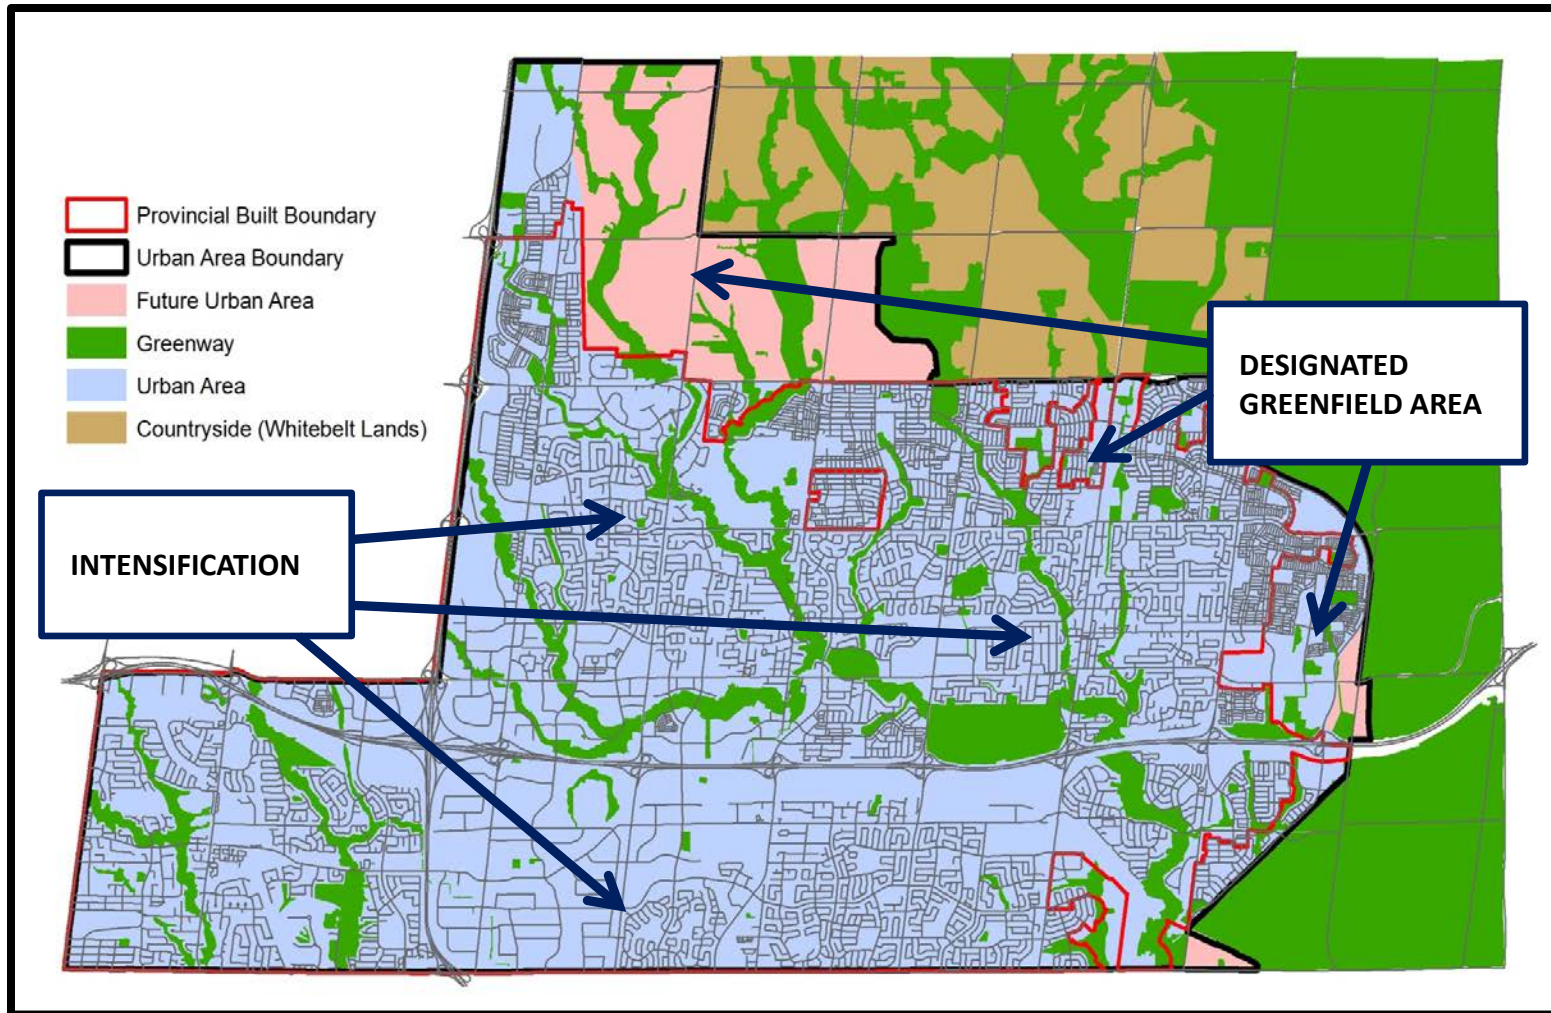 Provincial Built Boundary
Urban Area Boundary
Future Urban Area
Greenway
Urban Area
Countryside (Whitebelt Lands)
DESIGNATED
GREENFIELD AREA
INTENSIFICATION